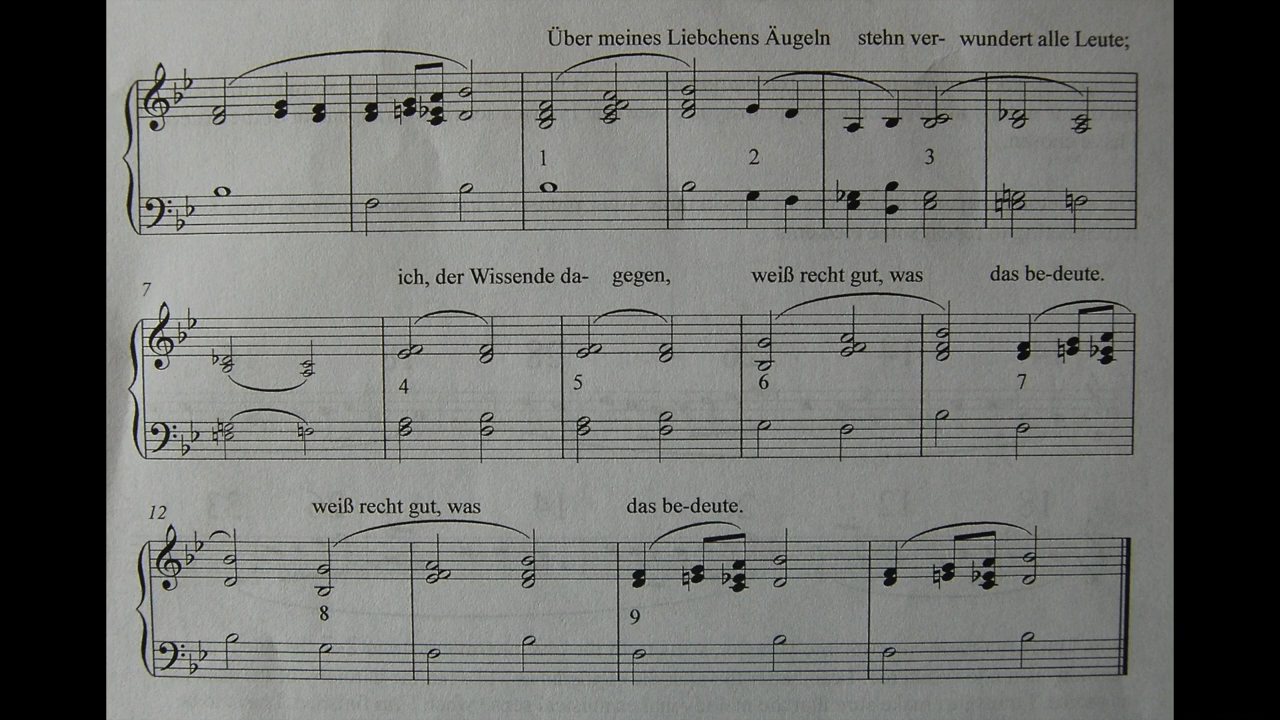 Über meines Liebchens Äugeln stehn ver- wundert alle Leute;
1 2 3
7
ich, der Wissende da- gegen, weiß recht gut, was das be-deute.
4 5 6 7
12
weiß recht gut, was das be-deute.
8 9